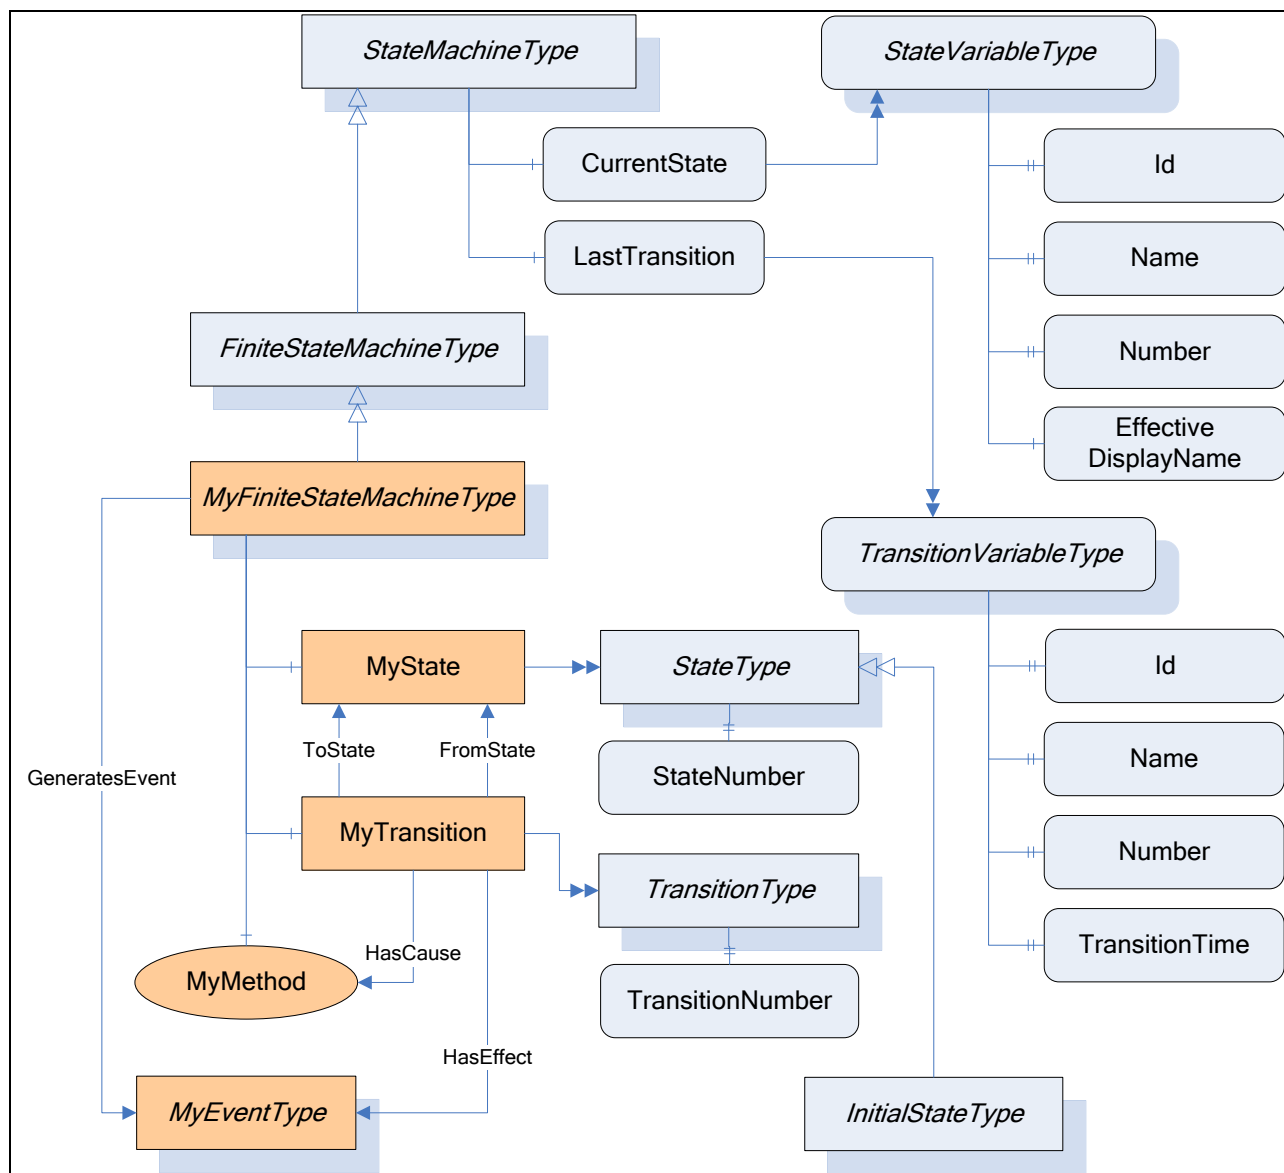 StateMachineType
StateVariableType
CurrentState
Id
LastTransition
Name
FiniteStateMachineType
Number
Effective
DisplayName
MyFiniteStateMachineType
TransitionVariableType
MyState
StateType
Id
ToState
FromState
GeneratesEvent
StateNumber
Name
MyTransition
Number
TransitionType
HasCause
TransitionTime
MyMethod
TransitionNumber
HasEffect
MyEventType
InitialStateType